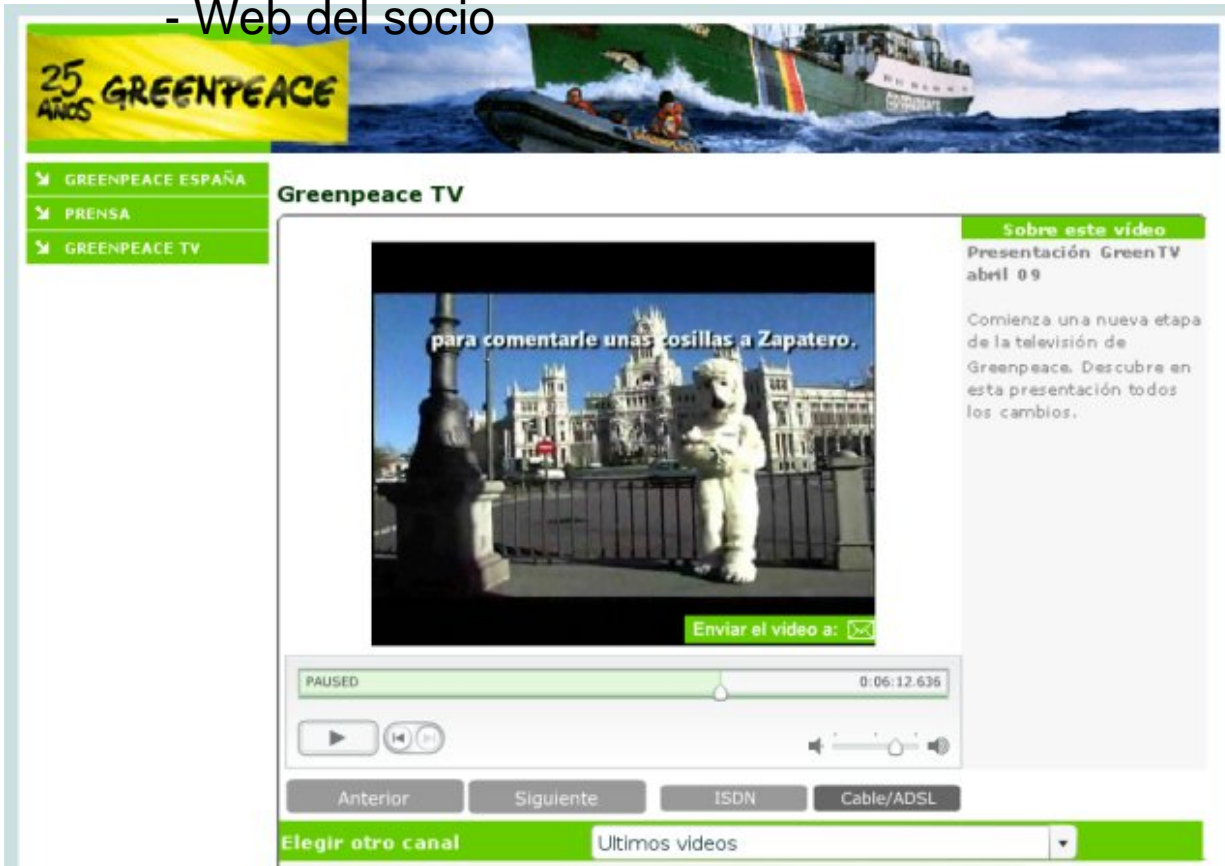 - Web del socio
25 AÑOS GREENPEACE
GREENPEACE
GREENPEACE ESPAÑA
PRENSA
GREENPEACE TV
Greenpeace TV
Sobre este vídeo
Presentación GreenTV
abril 09
Comienza una nueva etapa
de la televisión de
Greenpeace. Descubre en
esta presentación todos
los cambios.
para comentarle unas cosillas a Zapatero.
Enviar el video a:
PAUSED
0:06:12.636
Anterior
Siguiente
ISDN
Cable/ADSL
Elegir otro canal
Ultimos videos